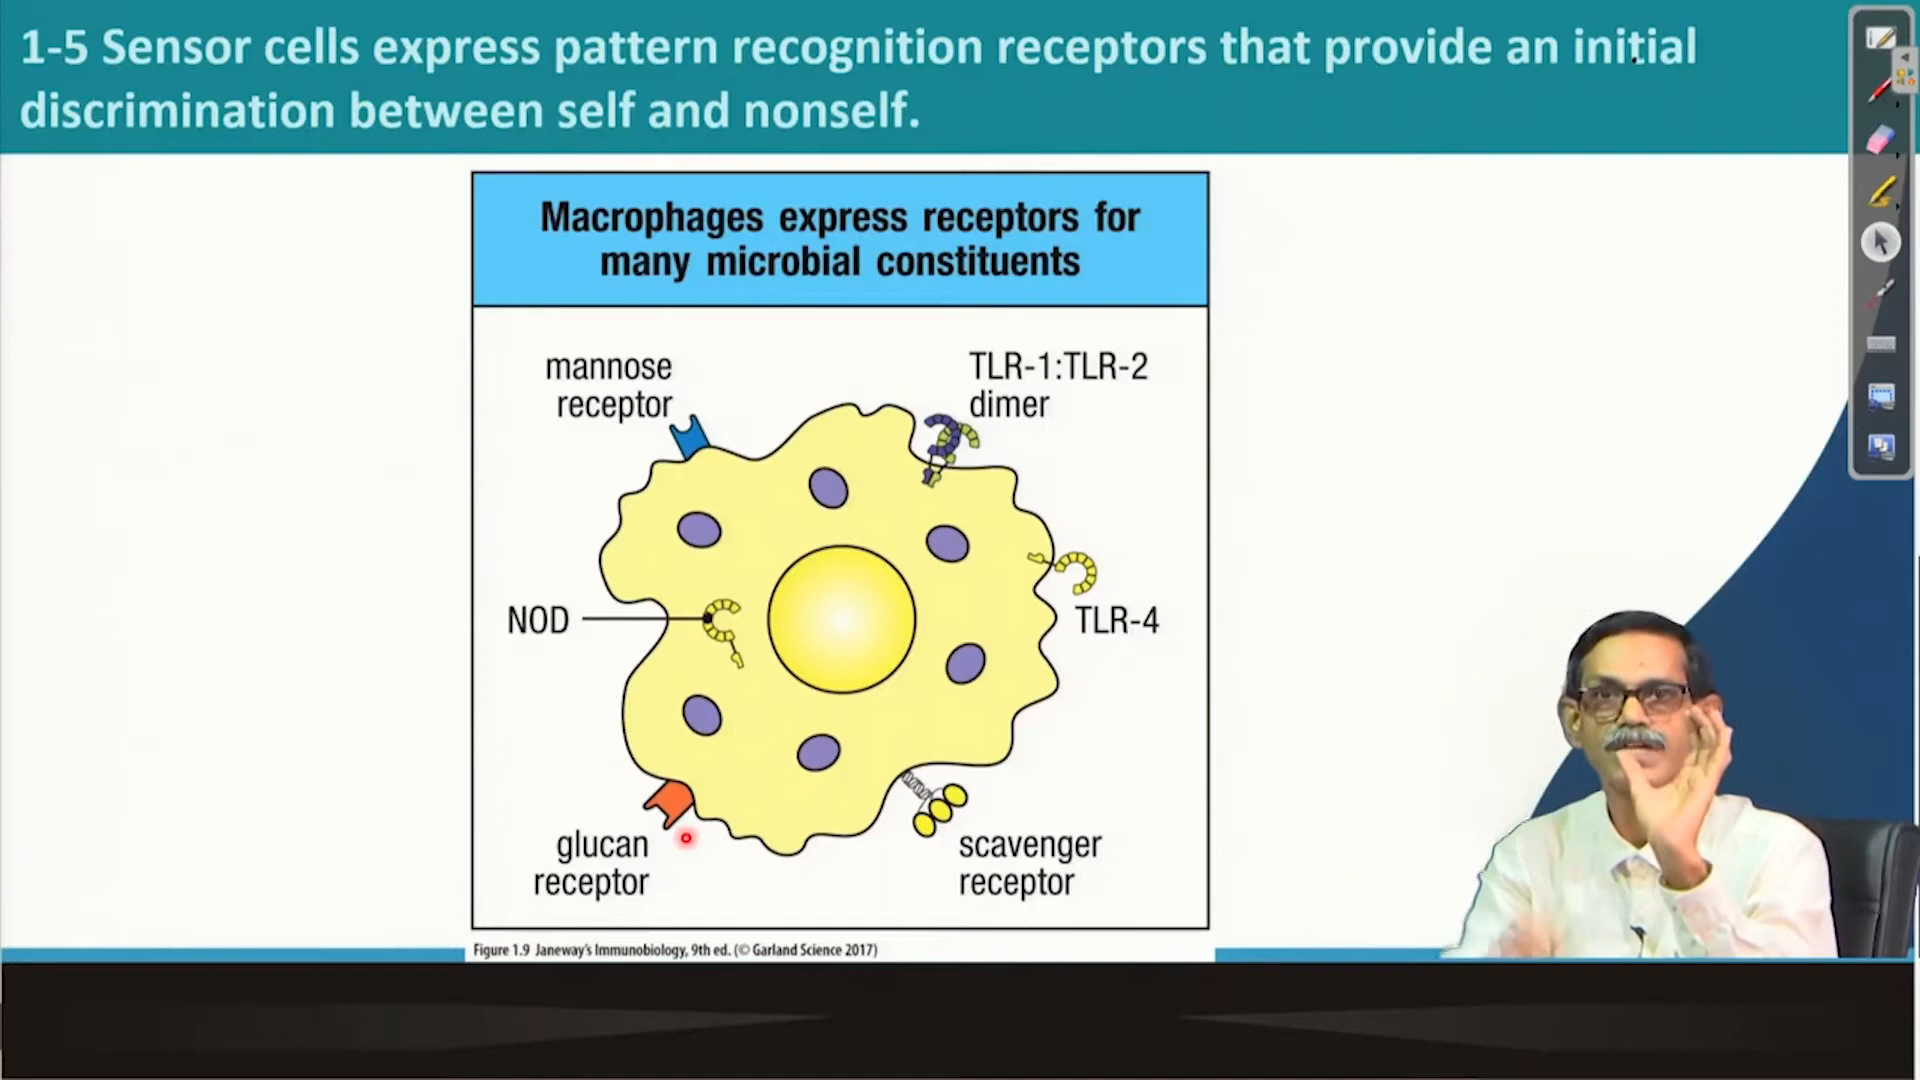 1-5 Sensor cells express pattern recognition receptors that provide an initial
discrimination between self and nonself.
Macrophages express receptors for
many microbial constituents
mannose
receptor
TLR-1:TLR-2
dimer
NOD
TLR-4
glucan
receptor
scavenger
receptor
Figure 1.9 Janeway's Immunobiology, 9th ed. (© Garland Science 2017)